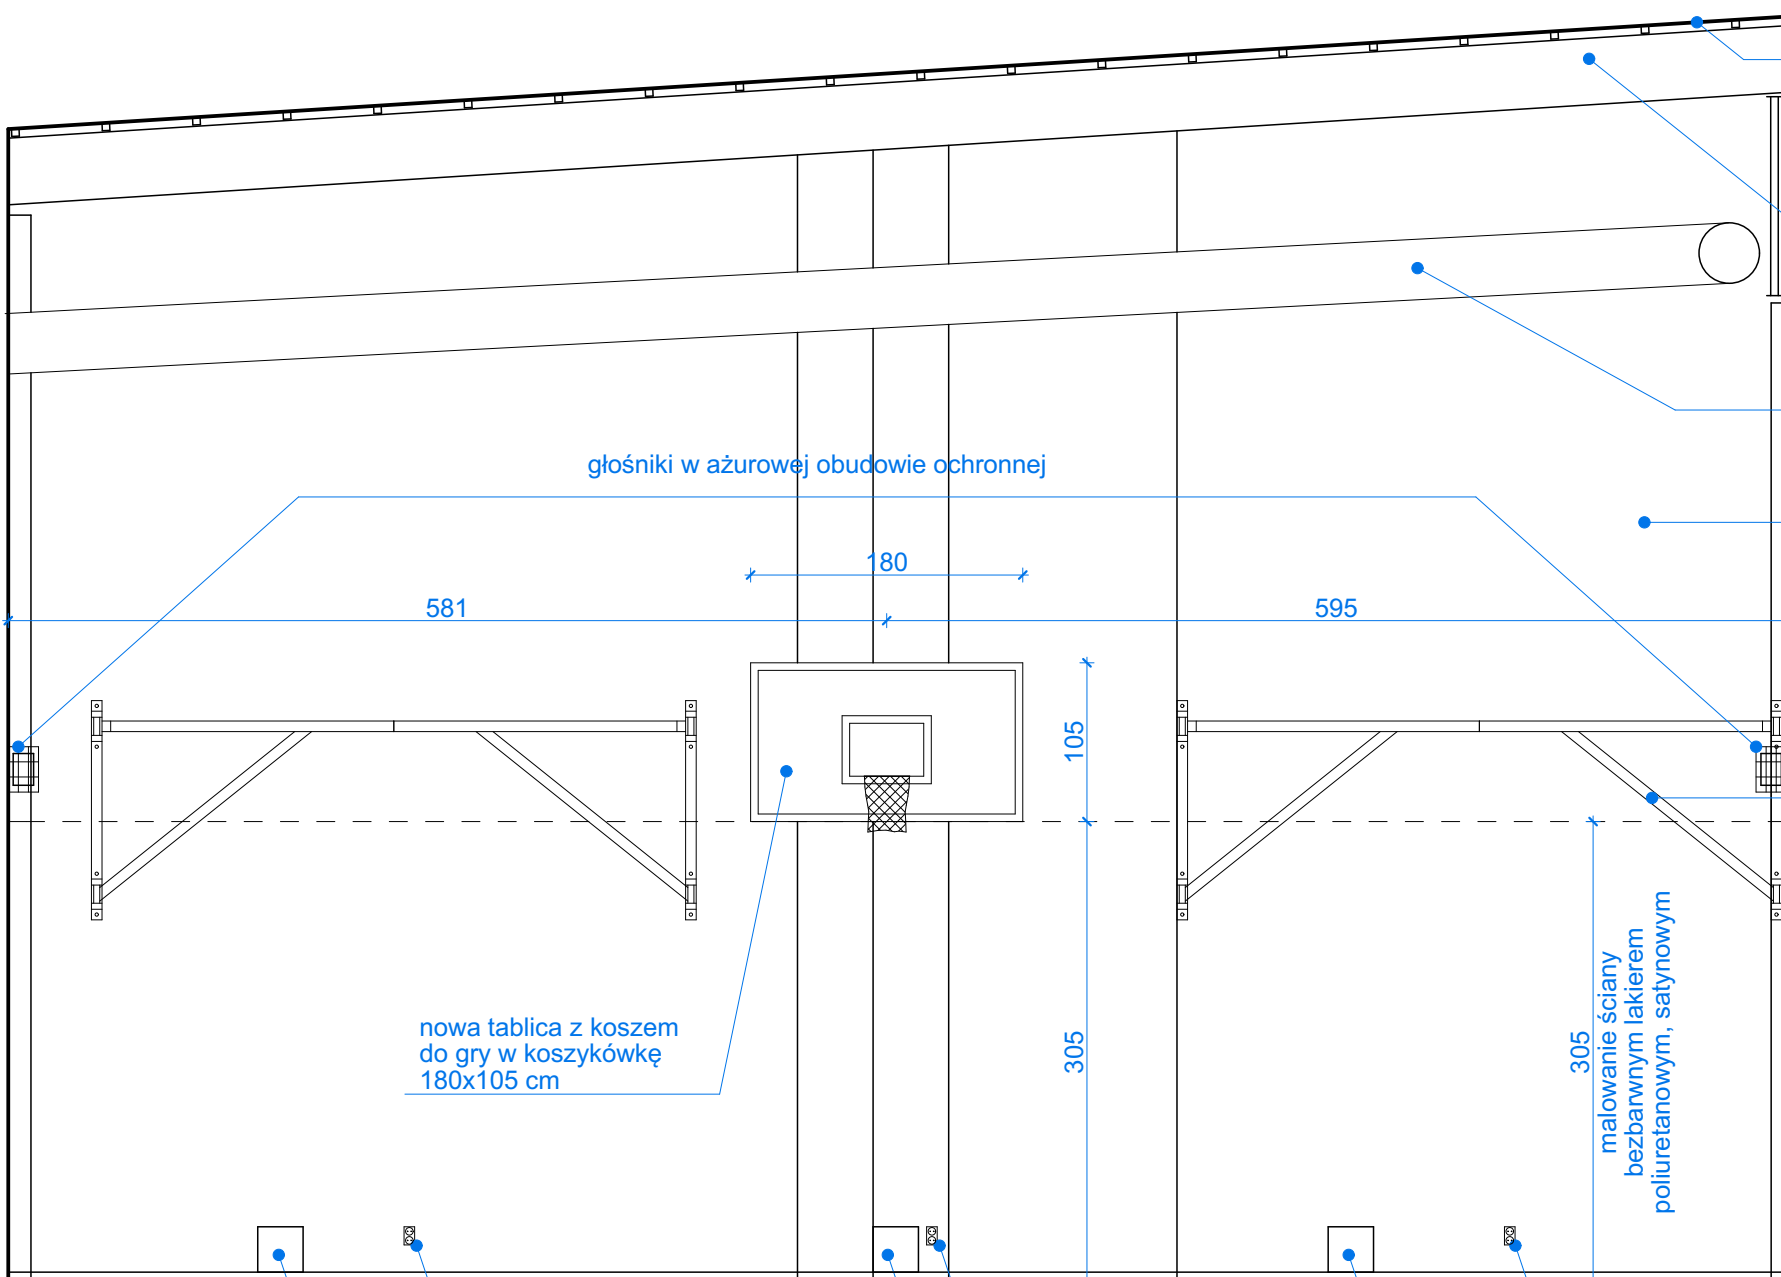 głośniki w ażurowej obudowie ochronnej
180
581
595
105
nowa tablica z koszem
do gry w koszykówkę
180x105 cm
305
305
malowanie ściany
bezbarwnym lakierem
poliuretanowym, satynowym